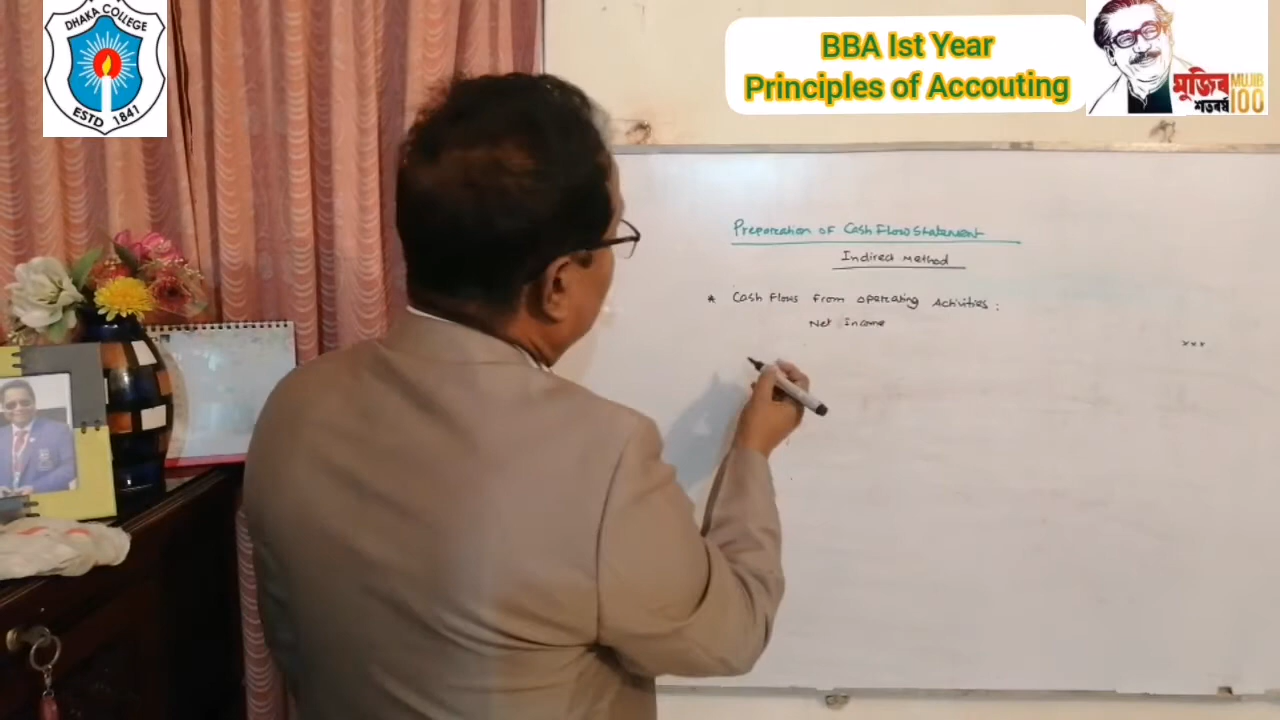 DHAKA COLLEGE
ESTD 1841
BBA Ist Year
Principles of Accouting
মুজিব
শতবর্ষ
MUJIB
100
Preparation of Cash Flow Statement
Indirect Method
* Cash Flows From Operating Activities :
Net Income
xxx